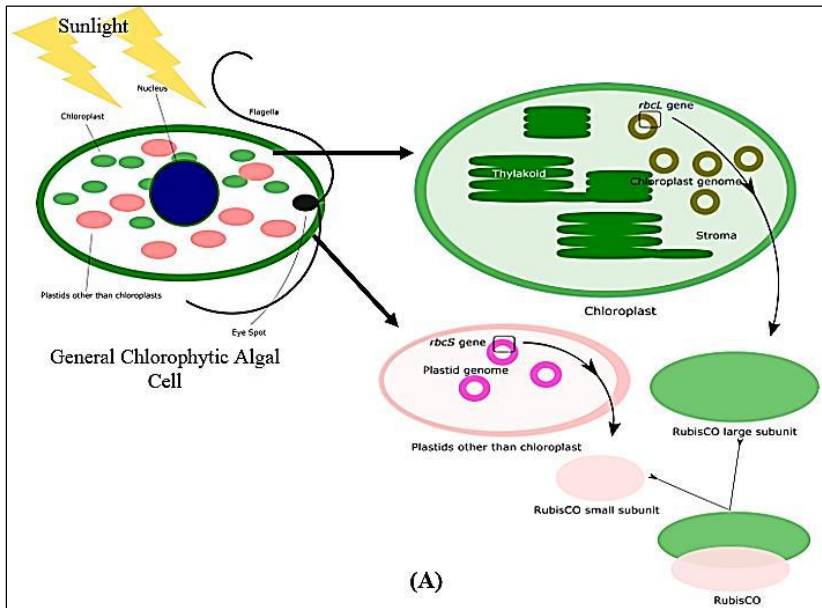 Sunlight
Nucleus
Chloroplast
Flagella
Plastids other than chloroplasts
Eye Spot
General Chlorophytic Algal
Cell
rbcL gene
Thylakoid
Chloroplast genome
Stroma
Chloroplast
rbcS gene
Plastid genome
Plastids other than chloroplast
RubisCO large subunit
RubisCO small subunit
RubisCO
(A)